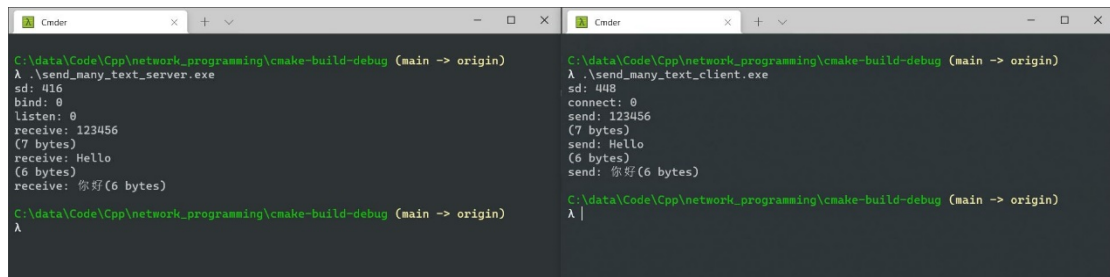 Cmder
C:\data\Code\Cpp\network_programming\cmake-build-debug (main -> origin)
λ .\send_many_text_server.exe
sd: 416
bind: 0
listen: 0
receive: 123456
(7 bytes)
receive: Hello
(6 bytes)
receive: 你好(6 bytes)
C:\data\Code\Cpp\network_programming\cmake-build-debug (main -> origin)
λ
Cmder
C:\data\Code\Cpp\network_programming\cmake-build-debug (main -> origin)
λ .\send_many_text_client.exe
sd: 448
connect: 0
send: 123456
(7 bytes)
send: Hello
(6 bytes)
send: 你好(6 bytes)
C:\data\Code\Cpp\network_programming\cmake-build-debug (main -> origin)
λ